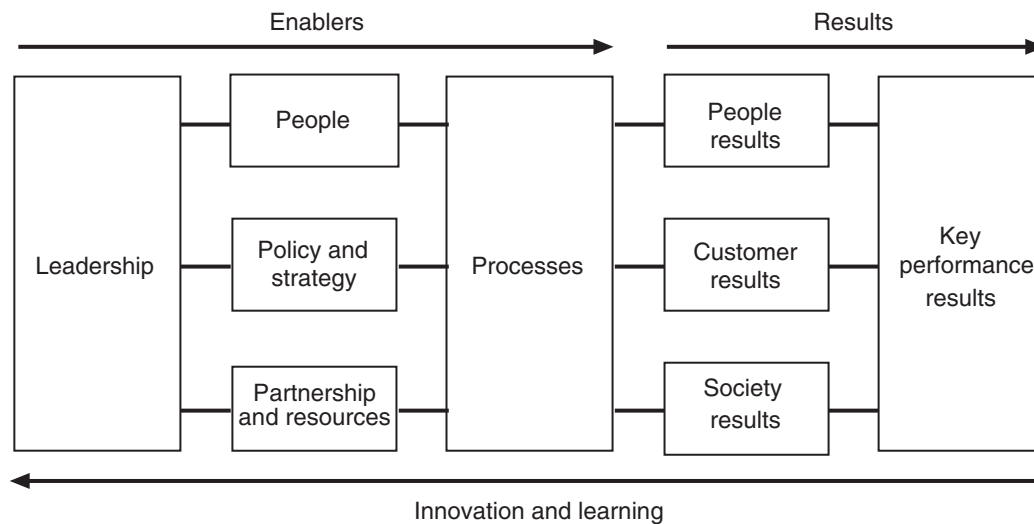 Enablers
Results
Leadership
People
Policy and
strategy
Partnership
and resources
Processes
People
results
Customer
results
Society
results
Key
performance
results
Innovation and learning